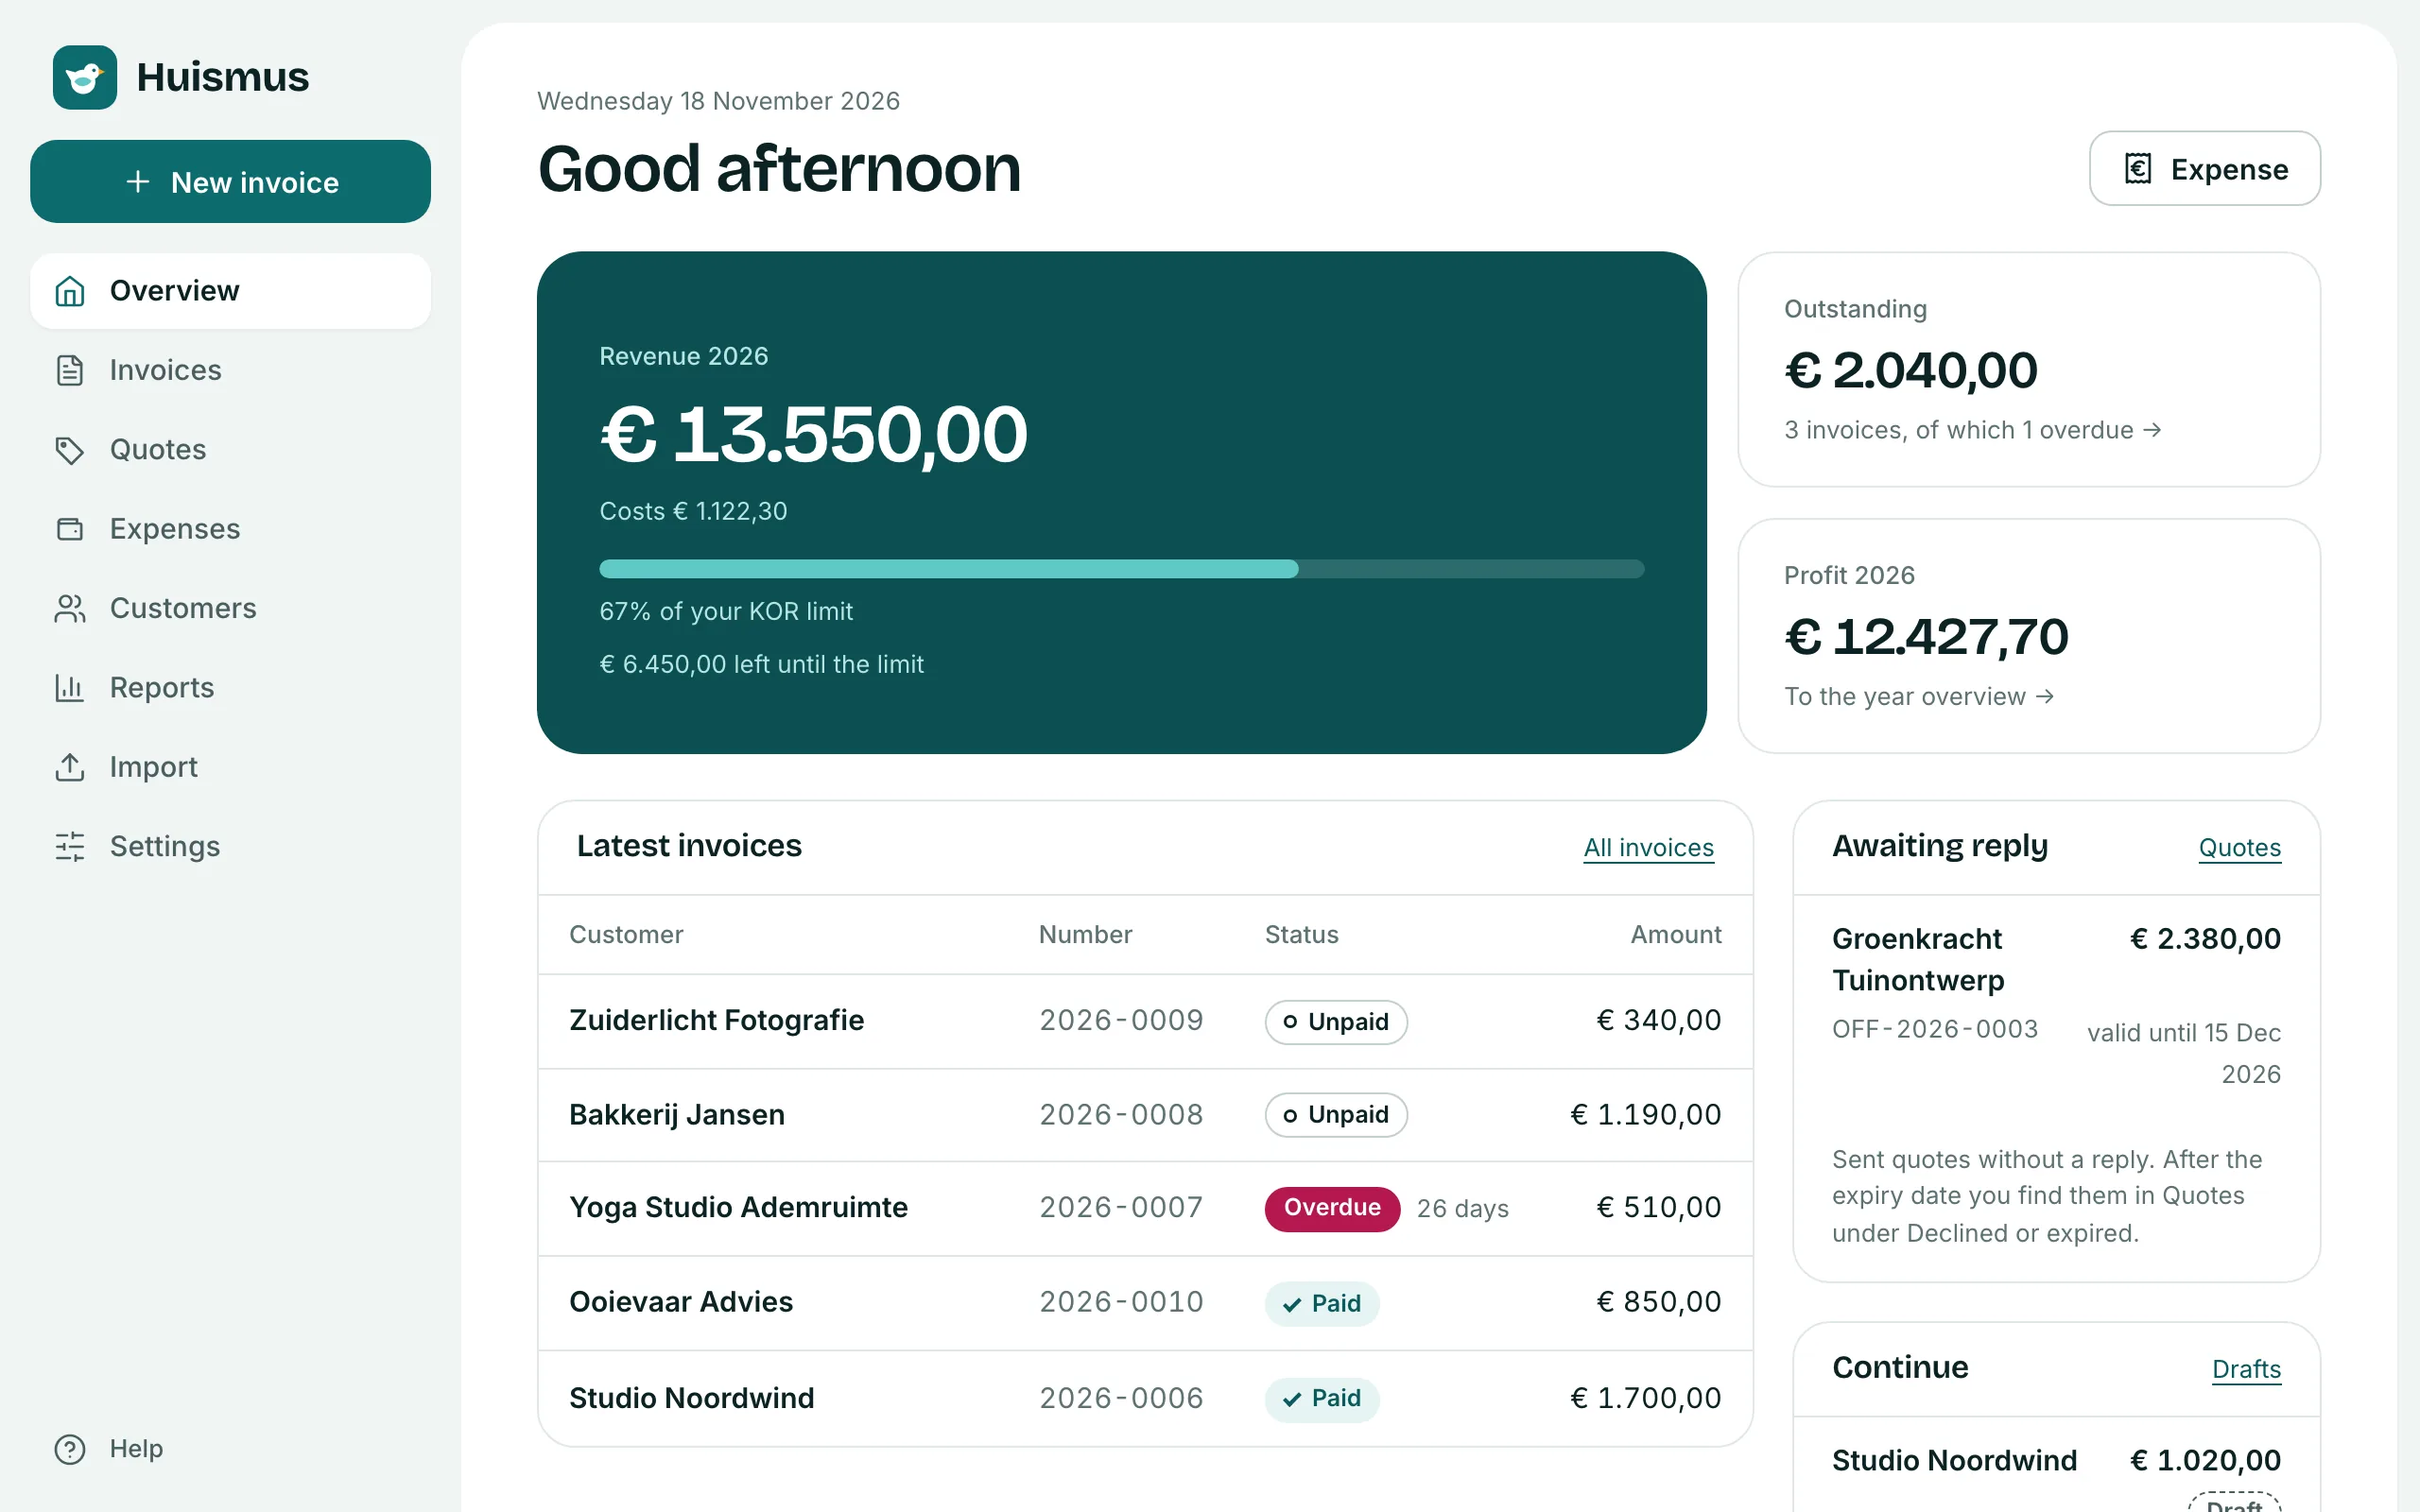 Huismus
New invoice
Overview
Invoices
Quotes
Expenses
Customers
Reports
Import
Settings
Help
Wednesday 18 November 2026
Good afternoon
Expense
Revenue 2026
€ 13.550,00
Costs € 1.122,30
67% of your KOR limit
€ 6.450,00 left until the limit
Outstanding
€ 2.040,00
3 invoices, of which 1 overdue →
Profit 2026
€ 12.427,70
To the year overview →
Latest invoices All invoices
Customer Number Status Amount
Zuiderlicht Fotografie 2026-0009 Unpaid € 340,00
Bakkerij Jansen 2026-0008 Unpaid € 1.190,00
Yoga Studio Ademruimte 2026-0007 Overdue 26 days € 510,00
Ooievaar Advies 2026-0010 Paid € 850,00
Studio Noordwind 2026-0006 Paid € 1.700,00
Awaiting reply Quotes
Groenkracht € 2.380,00
Tuinontwerp
OFF-2026-0003 valid until 15 Dec
2026
Sent quotes without a reply. After the
expiry date you find them in Quotes
under Declined or expired.
Continue Drafts
Studio Noordwind € 1.020,00
Draft